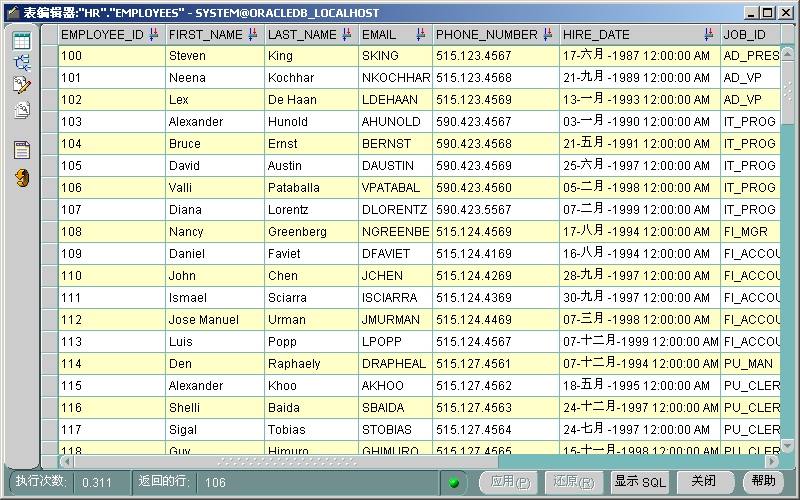 表编辑器:"HR"."EMPLOYEES" - SYSTEM@ORACLEDB_LOCALHOST
EMPLOYEE_ID FIRST_NAME LAST_NAME EMAIL PHONE_NUMBER HIRE_DATE JOB_ID
100 Steven King SKING 515.123.4567 17-六月 -1987 12:00:00 AM AD_PRES
101 Neena Kochhar NKOCHHAR 515.123.4568 21-九月 -1989 12:00:00 AM AD_VP
102 Lex De Haan LDEHAAN 515.123.4569 13-一月 -1993 12:00:00 AM AD_VP
103 Alexander Hunold AHUNOLD 590.423.4567 03-一月 -1990 12:00:00 AM IT_PROG
104 Bruce Ernst BERNST 590.423.4568 21-五月 -1991 12:00:00 AM IT_PROG
105 David Austin DAUSTIN 590.423.4569 25-六月 -1997 12:00:00 AM IT_PROG
106 Valli Pataballa VPATABAL 590.423.4560 05-二月 -1998 12:00:00 AM IT_PROG
107 Diana Lorentz DLORENTZ 590.423.5567 07-二月 -1999 12:00:00 AM IT_PROG
108 Nancy Greenberg NGREENBE 515.124.4569 17-八月 -1994 12:00:00 AM FI_MGR
109 Daniel Faviet DFAVIET 515.124.4169 16-八月 -1994 12:00:00 AM FI_ACCOU
110 John Chen JCHEN 515.124.4269 28-九月 -1997 12:00:00 AM FI_ACCOU
111 Ismael Sciarra ISCIARRA 515.124.4369 30-九月 -1997 12:00:00 AM FI_ACCOU
112 Jose Manuel Urman JMURMAN 515.124.4469 07-三月 -1998 12:00:00 AM FI_ACCOU
113 Luis Popp LPOPP 515.124.4567 07-十二月-1999 12:00:00 AM FI_ACCOU
114 Den Raphaely DRAPHEAL 515.127.4561 07-十二月-1994 12:00:00 AM PU_MAN
115 Alexander Khoo AKHOO 515.127.4562 18-五月 -1995 12:00:00 AM PU_CLER
116 Shelli Baida SBAIDA 515.127.4563 24-十二月-1997 12:00:00 AM PU_CLER
117 Sigal Tobias STOBIAS 515.127.4564 24-七月 -1997 12:00:00 AM PU_CLER
118 Guy Himuro GHIMURO 515.127.4565 15-十一月-1998 12:00:00 AM PU_CLER
执行次数: 0.311 返回的行: 106 应用(P) 还原(R) 显示 SQL 关闭 帮助